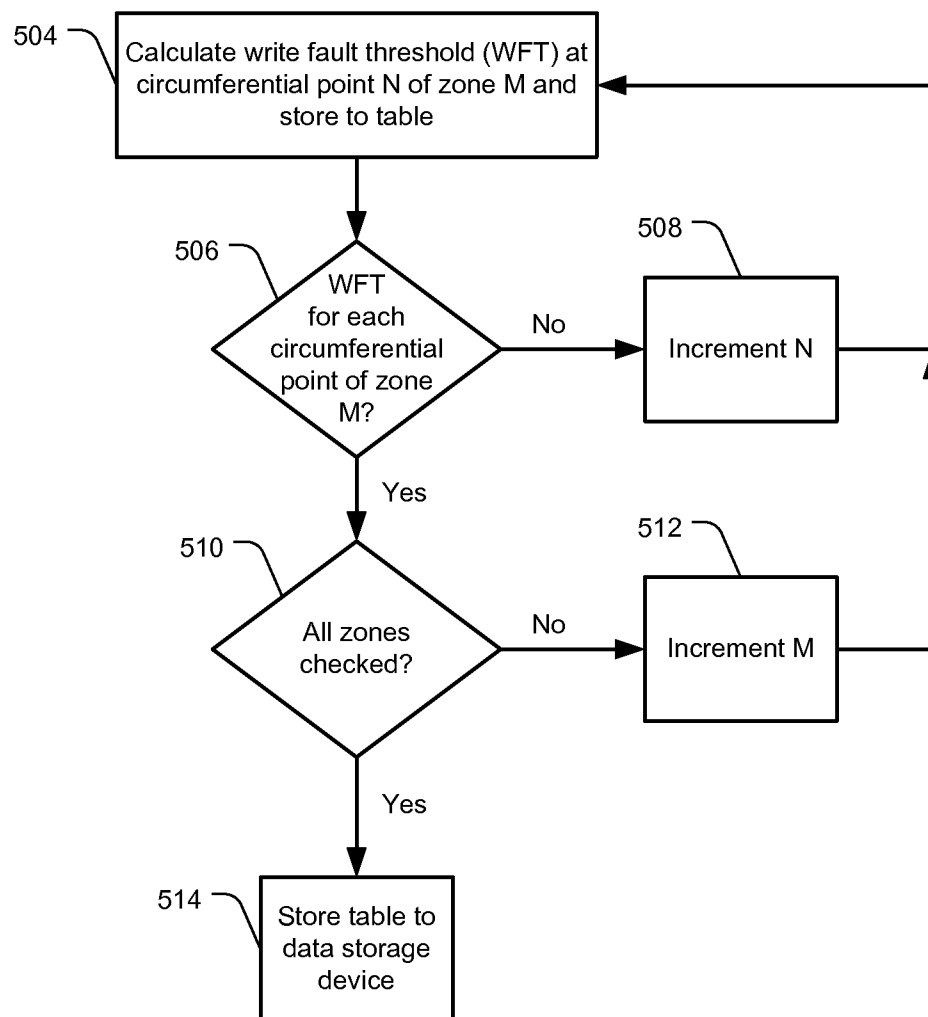 504
Calculate write fault threshold (WFT) at
circumferential point N of zone M and
store to table
506
WFT
for each
circumferential
point of zone
M?
No
508
Increment N
Yes
510
All zones
checked?
No
512
Increment M
Yes
514
Store table to
data storage
device